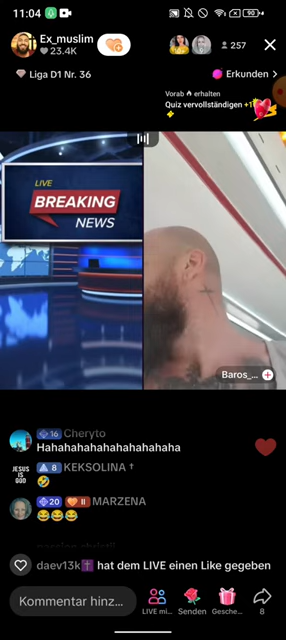 11:04
90
Ex_muslim
23.4K
257
Liga D1 Nr. 36
Erkunden >
Vorab erhalten
Quiz vervollständigen +1
LIVE
BREAKING
NEWS
Baros_...
16 Cheryto
Hahahahahahahahahahaha
JESUS IS GOD
8 KEKSOLINA †
🤣
20 II MARZENA
😂😂😂
daev13k✝️ hat dem LIVE einen Like gegeben
Kommentar hinz...
LIVE mi...
Senden
Gesche...
8